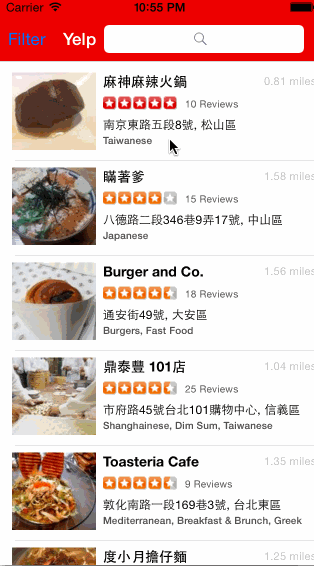 Carrier 10:55 PM
Filter Yelp
麻神麻辣火鍋 0.81 miles
10 Reviews
南京東路五段8號, 松山區
Taiwanese
瞞著爹 1.58 miles
15 Reviews
八德路二段346巷9弄17號, 中山區
Japanese
Burger and Co. 1.56 miles
18 Reviews
通安街49號, 大安區
Burgers, Fast Food
鼎泰豐 101店 1.04 miles
25 Reviews
市府路45號台北101購物中心, 信義區
Shanghainese, Dim Sum, Taiwanese
Toasteria Cafe 1.35 miles
9 Reviews
敦化南路一段169巷3號, 台北東區
Mediterranean, Breakfast & Brunch, Greek
度小月擔仔麵 1.25 miles